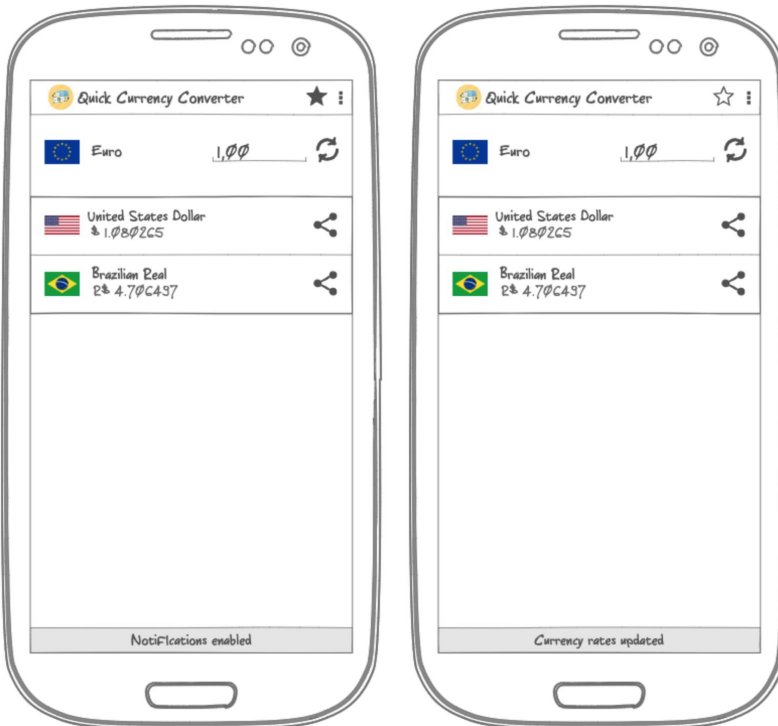 Quick Currency Converter
Euro 1,00
United States Dollar
$ 1.080265
Brazilian Real
R$ 4.706437
Notifications enabled
Quick Currency Converter
Euro 1,00
United States Dollar
$ 1.080265
Brazilian Real
R$ 4.706437
Currency rates updated